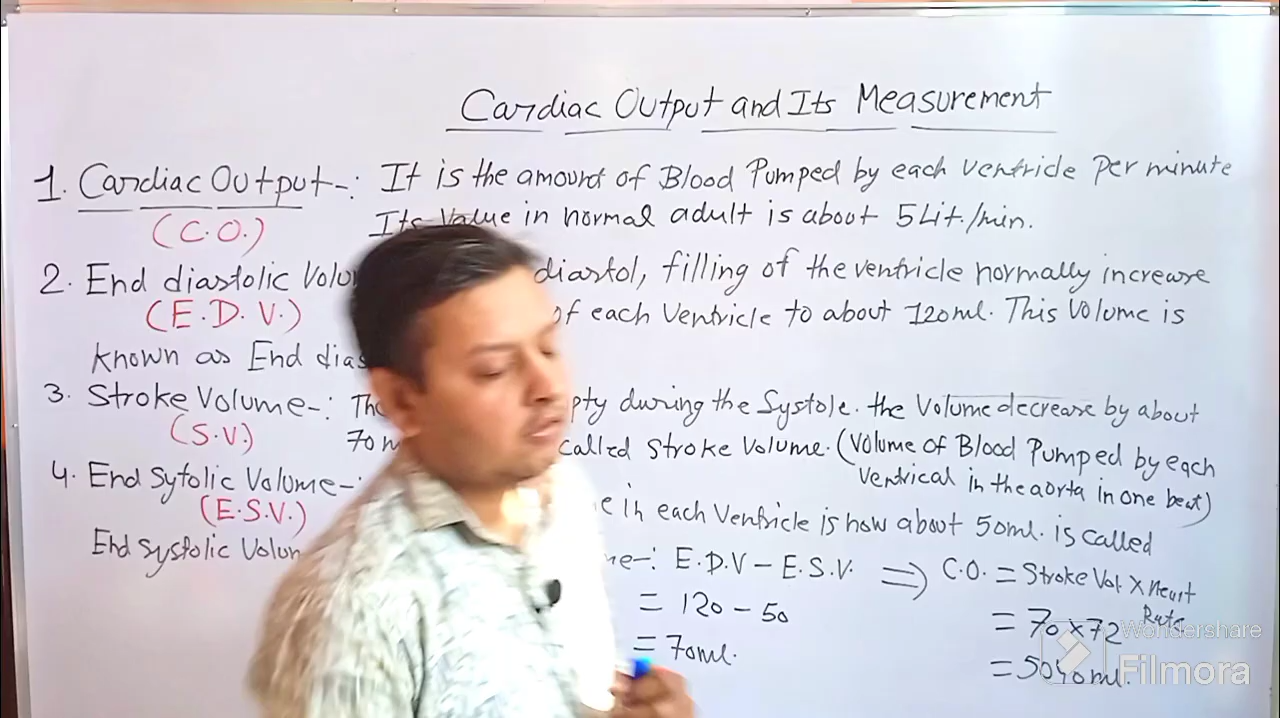 Cardiac Output and Its Measurement
1. Cardiac Output-: It is the amount of Blood Pumped by each ventricle Per minute
(C.O.) Its Value in normal adult is about 5 Lit./min.
2. End diastolic Volu diastol, filling of the ventricle normally increase
(E.D.V.) of each Ventricle to about 120ml. This Volume is
known as End dias
3. Stroke Volume-: pty during the Systole. the Volume decrease by about
(S.V.) 70 m called Stroke Volume. (Volume of Blood Pumped by each
ventrical in the aorta in one beat)
4. End Sytolic Volume-:
(E.S.V.) e in each Ventricle is now about 50ml. is called
End Systolic Volum
me-: E.D.V - E.S.V. => C.O. = Stroke Vol. X Heart
Rate
= 120 - 50
= 70 x 72
= 70ml.
= 5040ml.
Wondershare
Filmora